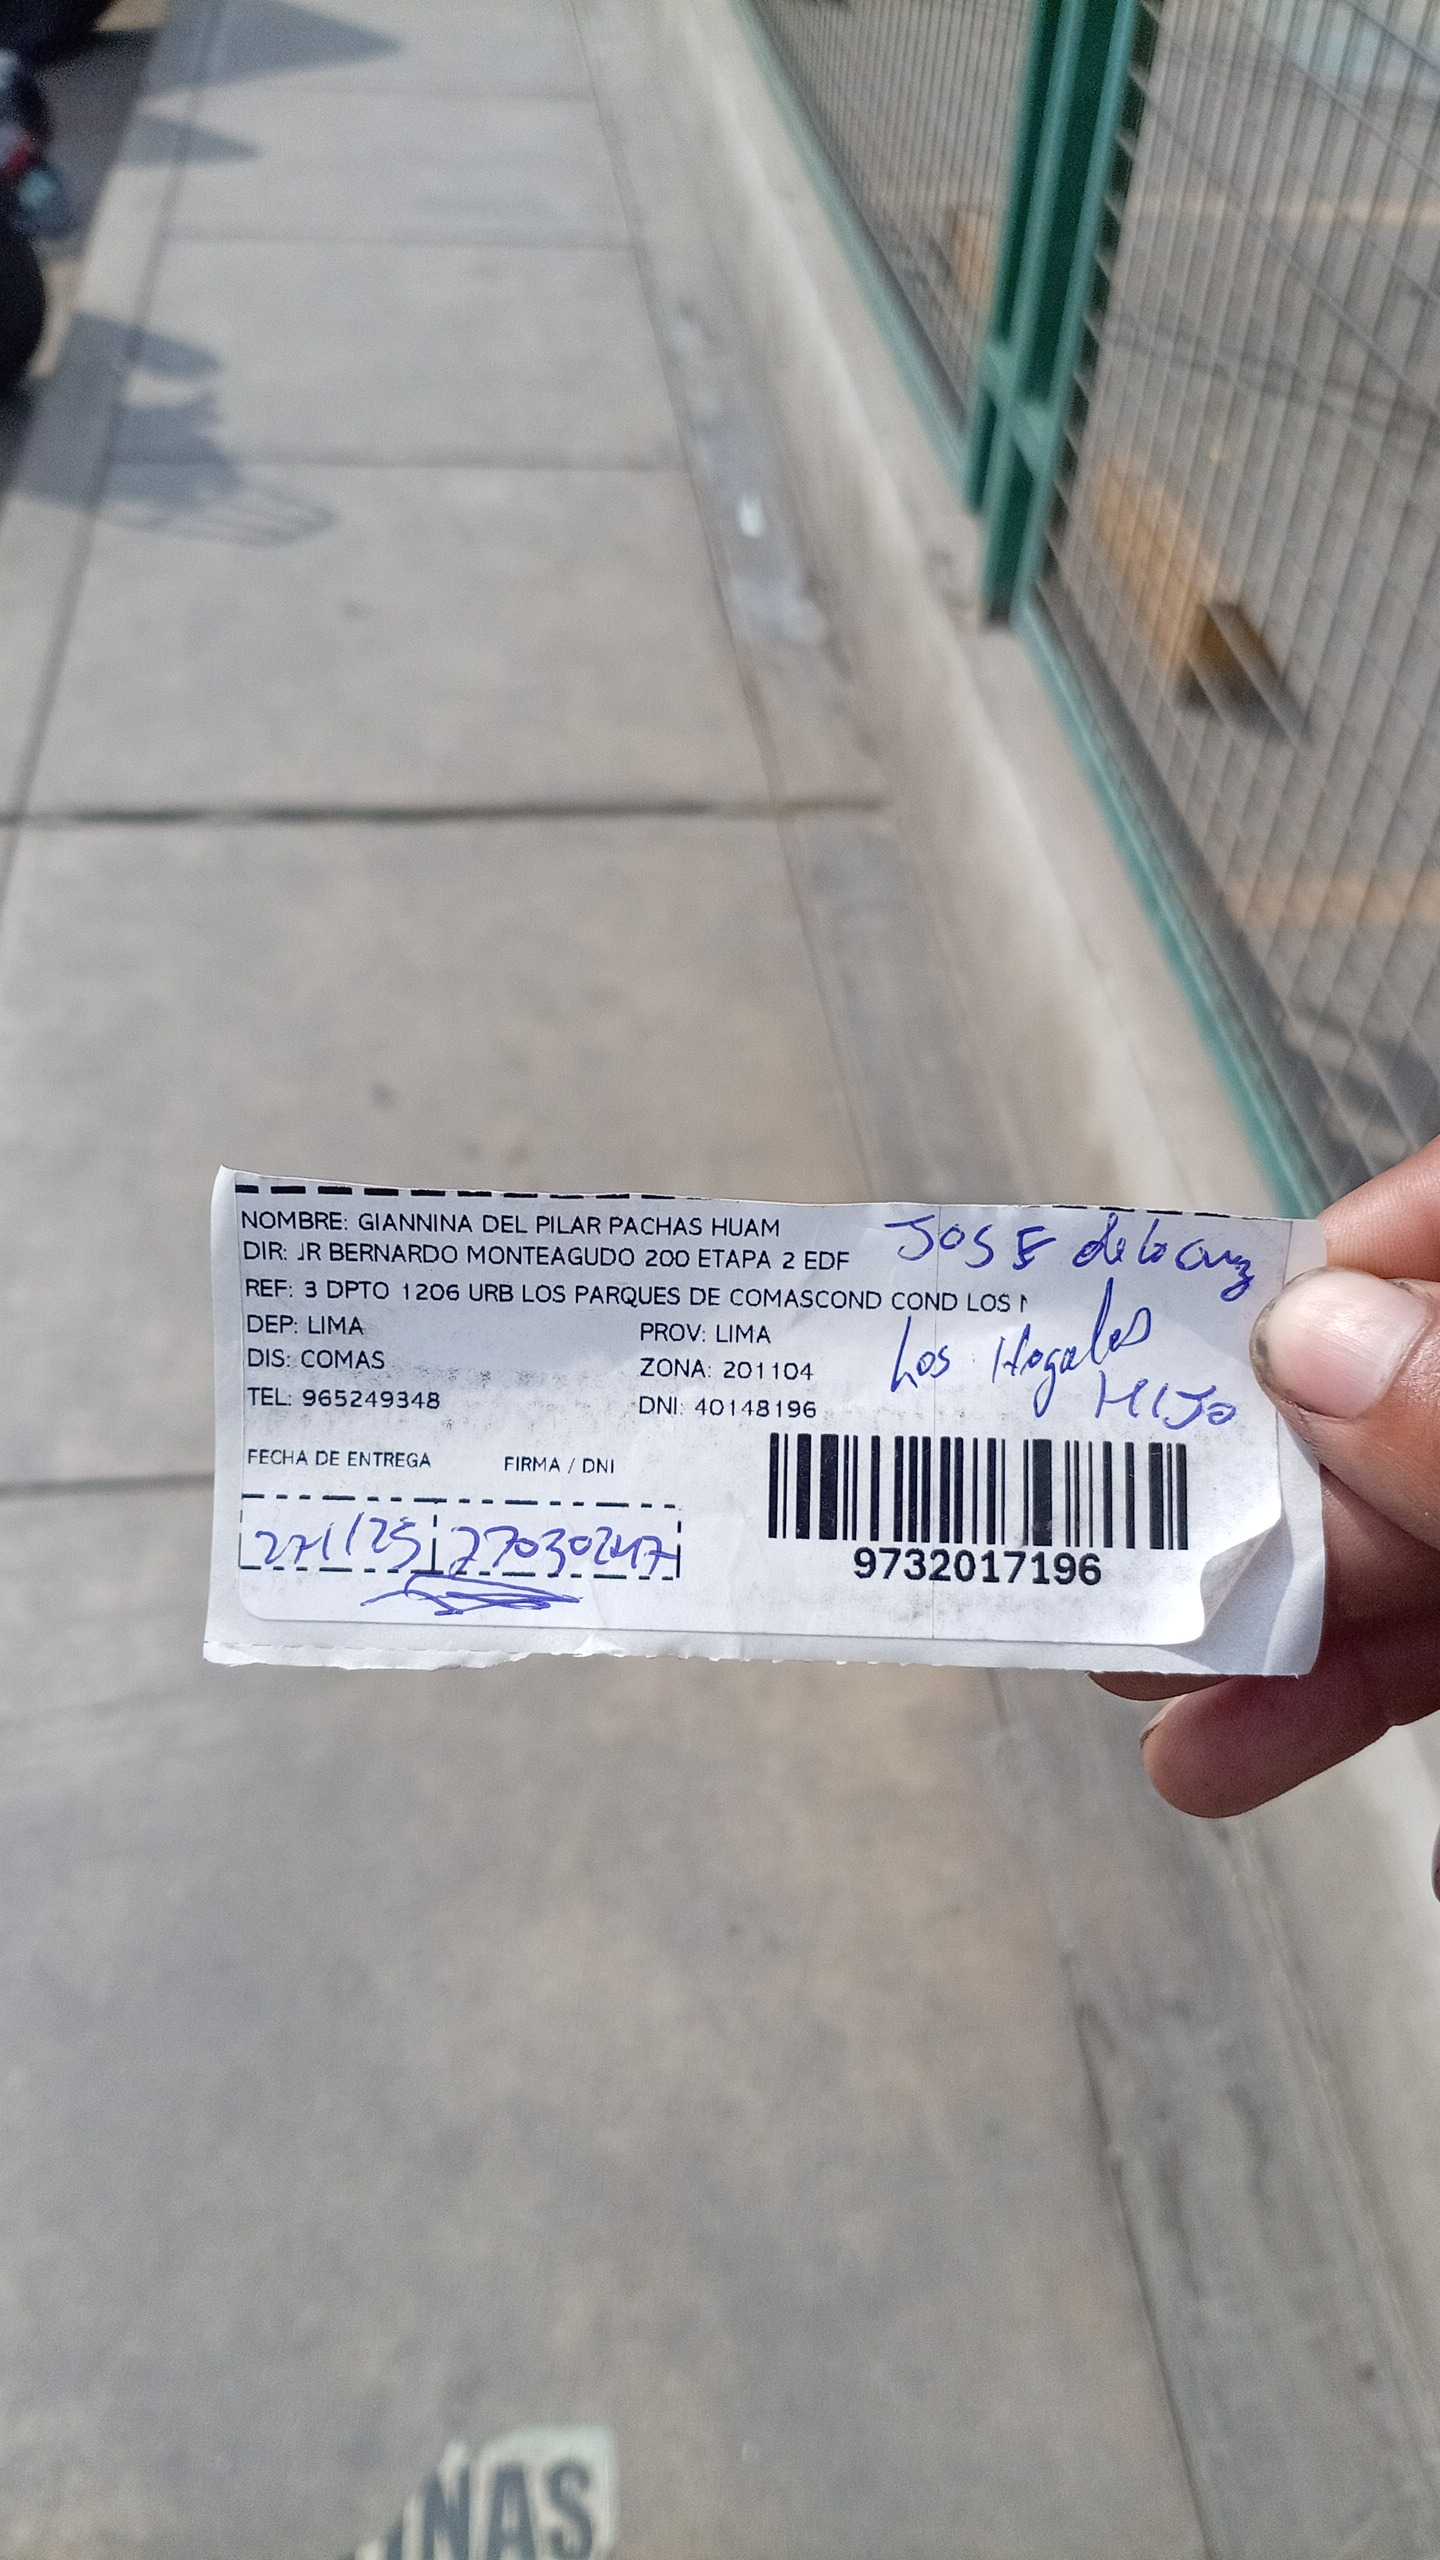 NOMBRE: GIANNINA DEL PILAR PACHAS HUAM
JOSE de la cruz
DIR: JR BERNARDO MONTEAGUDO 200 ETAPA 2 EDF
REF: 3 DPTO 1206 URB LOS PARQUES DE COMASCOND COND LOS
DEP: LIMA PROV: LIMA
Los Nogales
DIS: COMAS ZONA: 201104
HIJO
TEL: 965249348 DNI: 40148196
FECHA DE ENTREGA FIRMA / DNI
9732017196
NAS